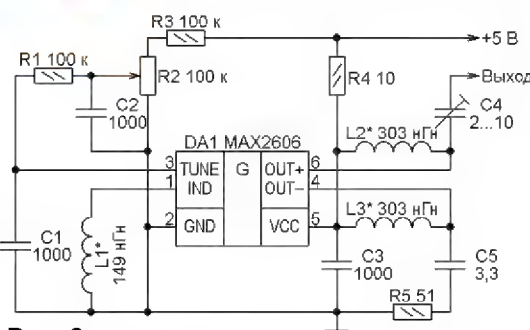 R3 100 к
+5 В
R1 100 к
R2 100 к
R4 10
Выход
C2
1000
C4
2...10
L2* 303 нГн
DA1 MAX2606
3 TUNE G OUT+ 6
1 IND OUT– 4
2 GND VCC 5
L3* 303 нГн
C1
1000
L1*
149 нГн
C3
1000
C5
3,3
R5 51